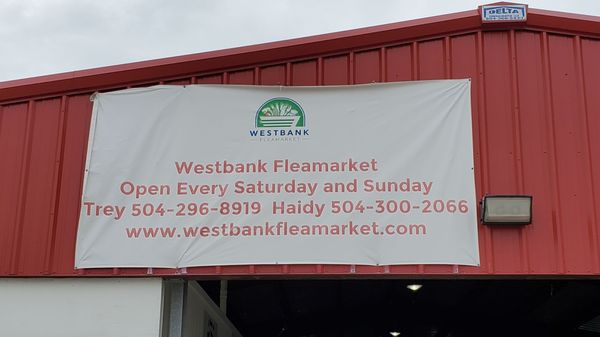 DELTA
WESTBANK
FLEAMARKET
Westbank Fleamarket
Open Every Saturday and Sunday
Trey 504-296-8919 Haidy 504-300-2066
www.westbankfleamarket.com